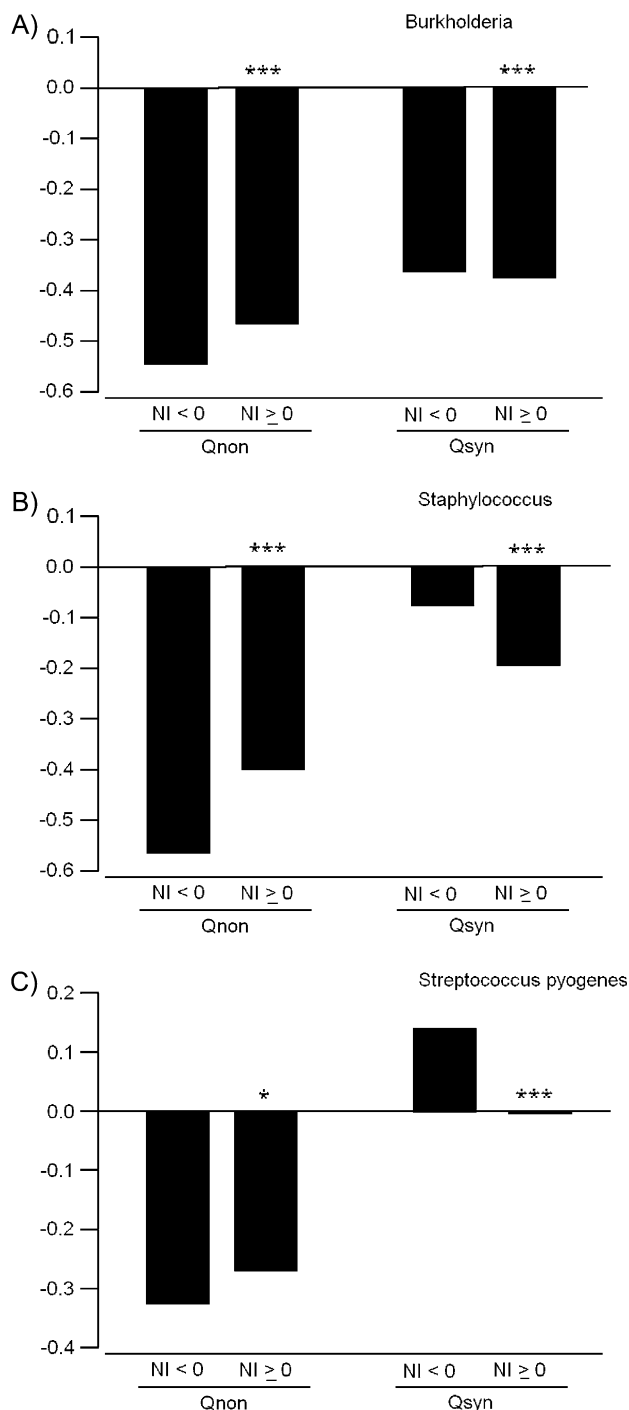 A)
Burkholderia
0.1
0.0
-0.1
-0.2
-0.3
-0.4
-0.5
-0.6
*** ***
NI < 0 NI ≥ 0 NI < 0 NI ≥ 0
Qnon Qsyn
B)
Staphylococcus
0.1
0.0
-0.1
-0.2
-0.3
-0.4
-0.5
-0.6
*** ***
NI < 0 NI ≥ 0 NI < 0 NI ≥ 0
Qnon Qsyn
C)
Streptococcus pyogenes
0.2
0.1
0.0
-0.1
-0.2
-0.3
-0.4
* ***
NI < 0 NI ≥ 0 NI < 0 NI ≥ 0
Qnon Qsyn